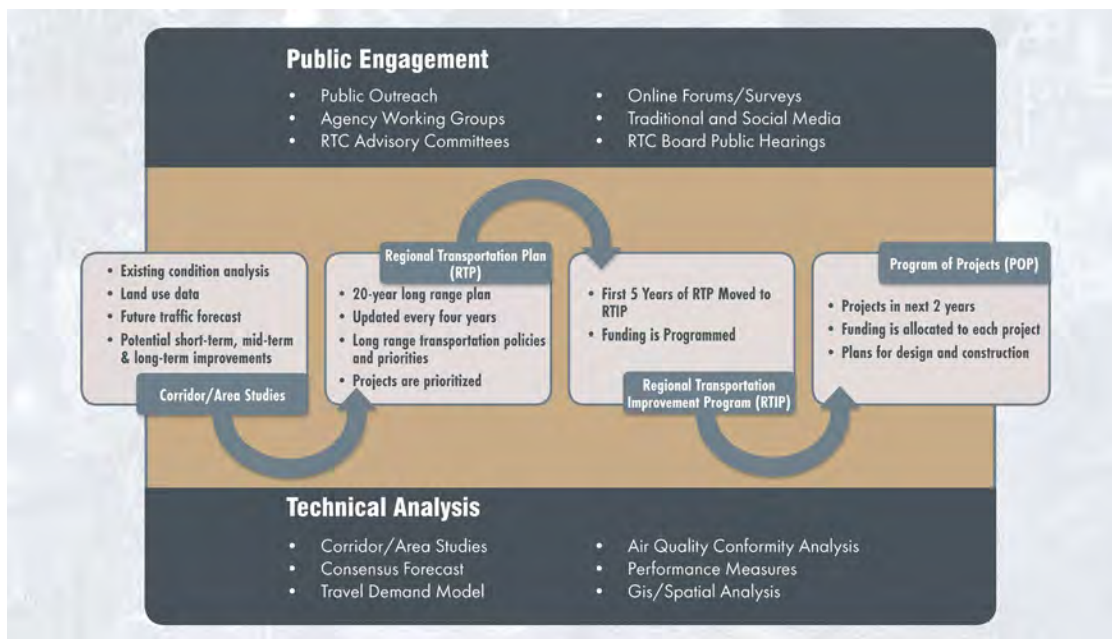 Public Engagement
• Public Outreach
• Agency Working Groups
• RTC Advisory Committees
• Online Forums/Surveys
• Traditional and Social Media
• RTC Board Public Hearings
• Existing condition analysis
• Land use data
• Future traffic forecast
• Potential short-term, mid-term
& long-term improvements
Corridor/Area Studies
Regional Transportation Plan
(RTP)
• 20-year long range plan
• Updated every four years
• Long range transportation policies
and priorities
• Projects are prioritized
• First 5 Years of RTP Moved to
RTIP
• Funding is Programmed
Regional Transportation
Improvement Program (RTIP)
Program of Projects (POP)
• Projects in next 2 years
• Funding is allocated to each project
• Plans for design and construction
Technical Analysis
• Corridor/Area Studies
• Consensus Forecast
• Travel Demand Model
• Air Quality Conformity Analysis
• Performance Measures
• Gis/Spatial Analysis